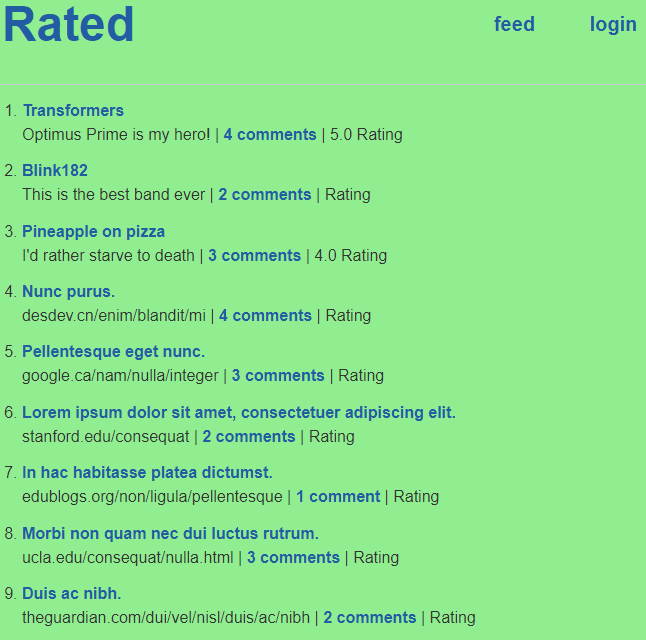 Rated
feed login
1. Transformers
Optimus Prime is my hero! | 4 comments | 5.0 Rating
2. Blink182
This is the best band ever | 2 comments | Rating
3. Pineapple on pizza
I'd rather starve to death | 3 comments | 4.0 Rating
4. Nunc purus.
desdev.cn/enim/blandit/mi | 4 comments | Rating
5. Pellentesque eget nunc.
google.ca/nam/nulla/integer | 3 comments | Rating
6. Lorem ipsum dolor sit amet, consectetuer adipiscing elit.
stanford.edu/consequat | 2 comments | Rating
7. In hac habitasse platea dictumst.
edublogs.org/non/ligula/pellentesque | 1 comment | Rating
8. Morbi non quam nec dui luctus rutrum.
ucla.edu/consequat/nulla.html | 3 comments | Rating
9. Duis ac nibh.
theguardian.com/dui/vel/nisl/duis/ac/nibh | 2 comments | Rating